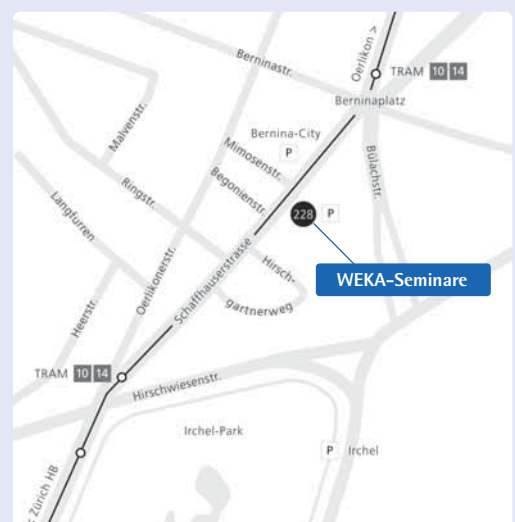 Oerlikon >
Berninastr.
TRAM 10 14
Berninaplatz
Malvenstr.
Bernina-City
P
Mimosenstr.
Bülachstr.
Ringstr.
Begonienstr.
Langfurren
228 P
Oerlikonerstr.
Schaffhauserstrasse
Hirsch-
gartnerweg
WEKA-Seminare
Heerstr.
TRAM 10 14
Hirschwiesenstr.
Irchel-Park
P Irchel
Zürich HB